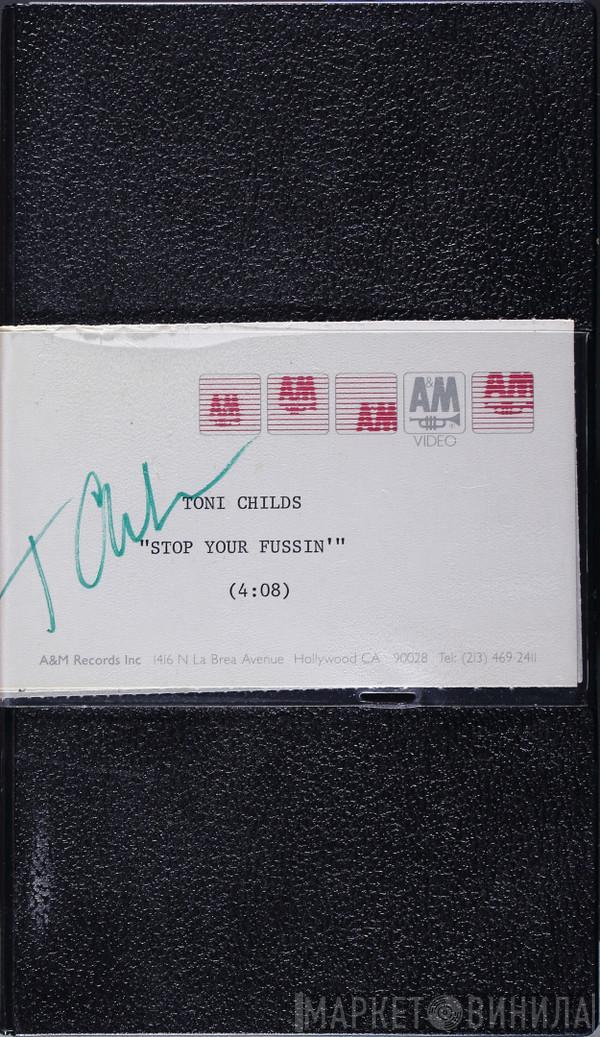 A&M A&M A&M A&M A&M
VIDEO
T Childs
TONI CHILDS
"STOP YOUR FUSSIN'"
(4:08)
A&M Records Inc 1416 N La Brea Avenue Hollywood CA 90028 Tel: (213) 469-2411
МАРКЕТ ВИНИЛА